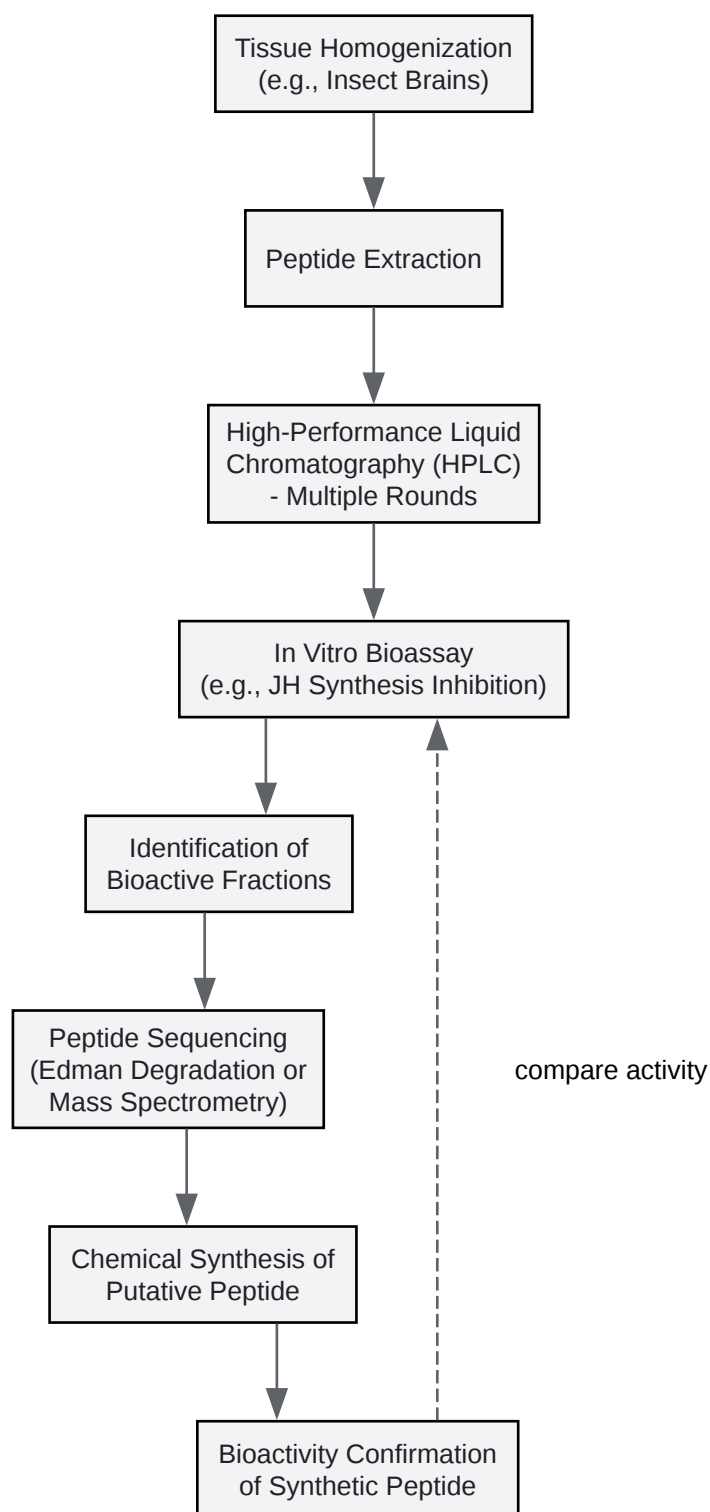 Tissue Homogenization
(e.g., Insect Brains)
Peptide Extraction
High-Performance Liquid
Chromatography (HPLC)
- Multiple Rounds
In Vitro Bioassay
(e.g., JH Synthesis Inhibition)
Identification of
Bioactive Fractions
Peptide Sequencing
(Edman Degradation or
Mass Spectrometry)
compare activity
Chemical Synthesis of
Putative Peptide
Bioactivity Confirmation
of Synthetic Peptide